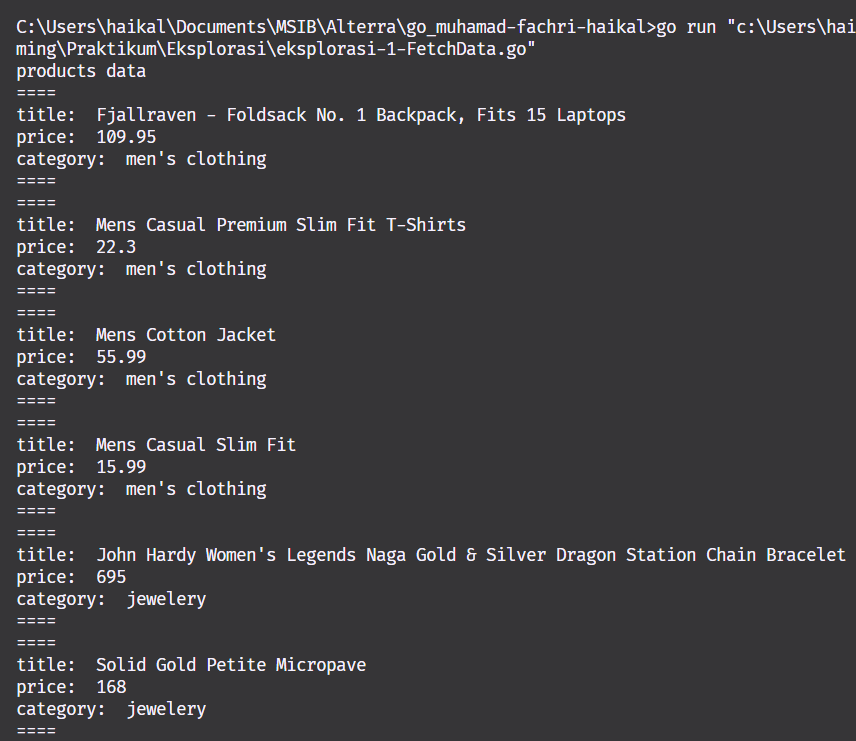 C:\Users\haikal\Documents\MSIB\Alterra\go_muhamad-fachri-haikal>go run "c:\Users\hai
ming\Praktikum\Eksplorasi\eksplorasi-1-FetchData.go"
products data
====
title:  Fjallraven - Foldsack No. 1 Backpack, Fits 15 Laptops
price:  109.95
category:  men's clothing
====
====
title:  Mens Casual Premium Slim Fit T-Shirts
price:  22.3
category:  men's clothing
====
====
title:  Mens Cotton Jacket
price:  55.99
category:  men's clothing
====
====
title:  Mens Casual Slim Fit
price:  15.99
category:  men's clothing
====
====
title:  John Hardy Women's Legends Naga Gold & Silver Dragon Station Chain Bracelet
price:  695
category:  jewelery
====
====
title:  Solid Gold Petite Micropave
price:  168
category:  jewelery
====